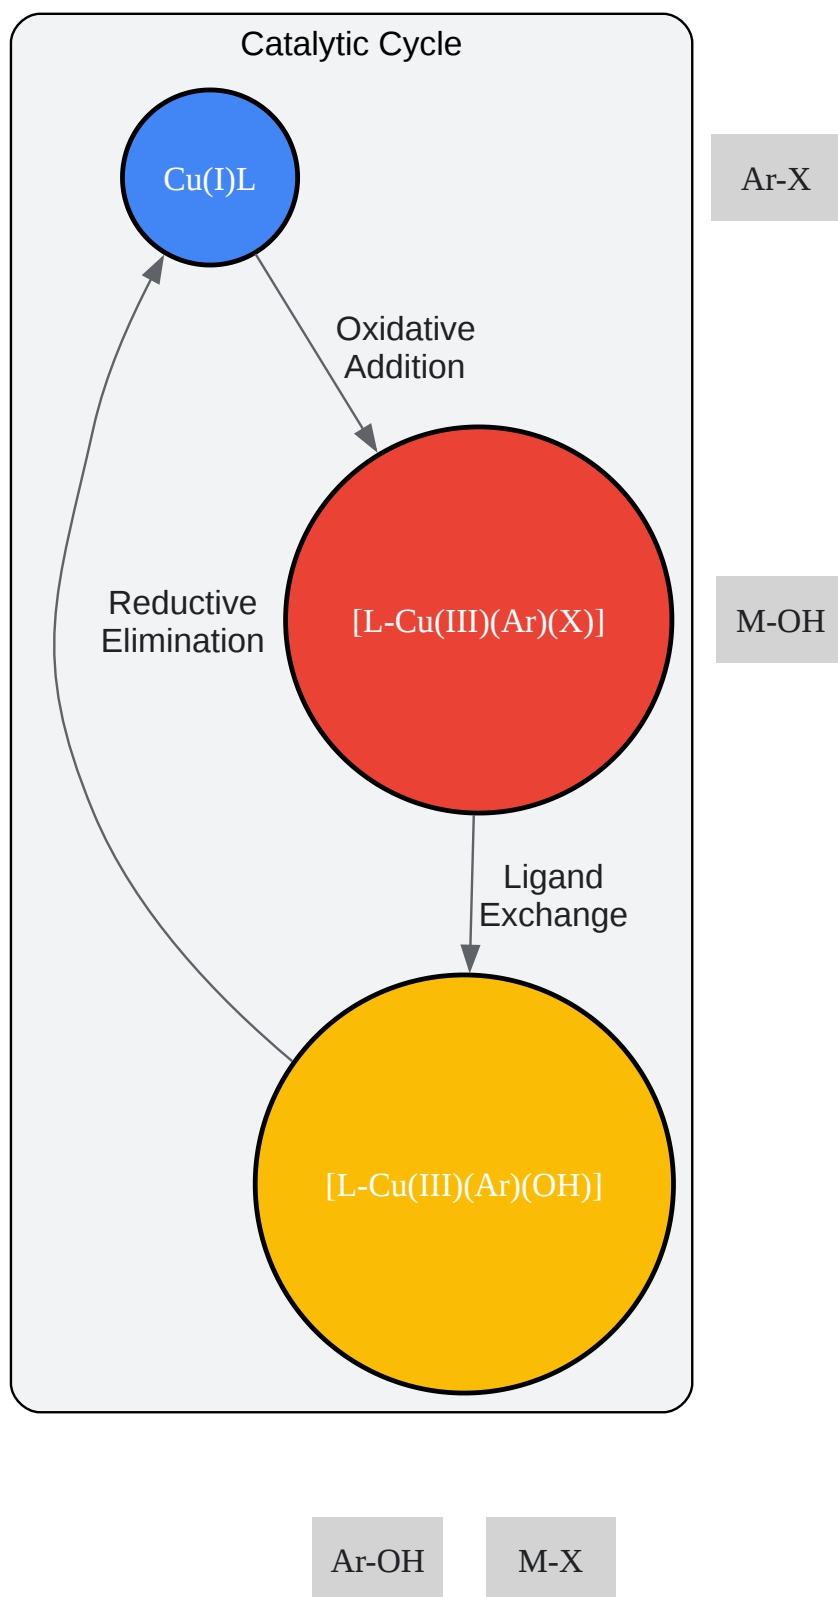 Catalytic Cycle
Cu(I)L
Ar-X
Oxidative
Addition
Reductive
Elimination
[L-Cu(III)(Ar)(X)]
M-OH
Ligand
Exchange
[L-Cu(III)(Ar)(OH)]
Ar-OH
M-X